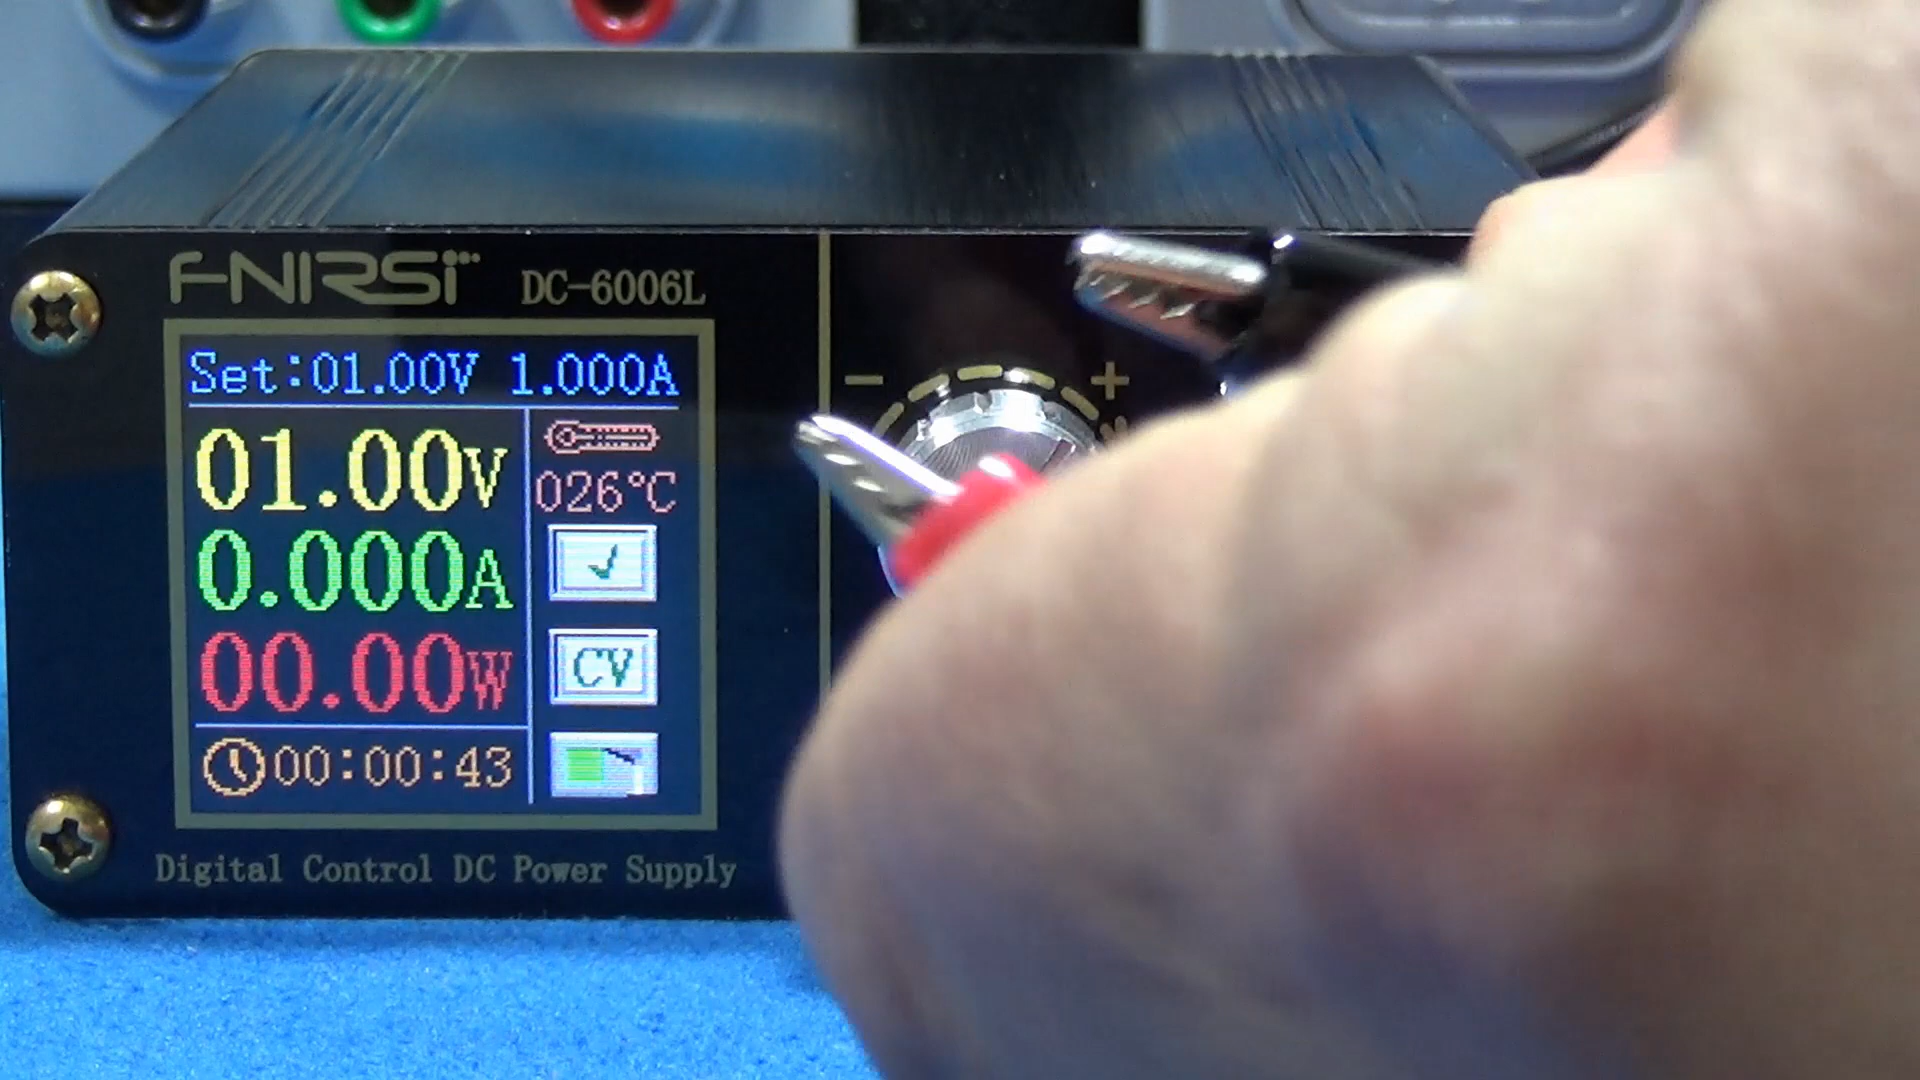 FNIRSI DC-6006L
Set:01.00V 1.000A
01.00V
026°C
0.000A
00.00W
CV
00:00:43
- +
Digital Control DC Power Supply